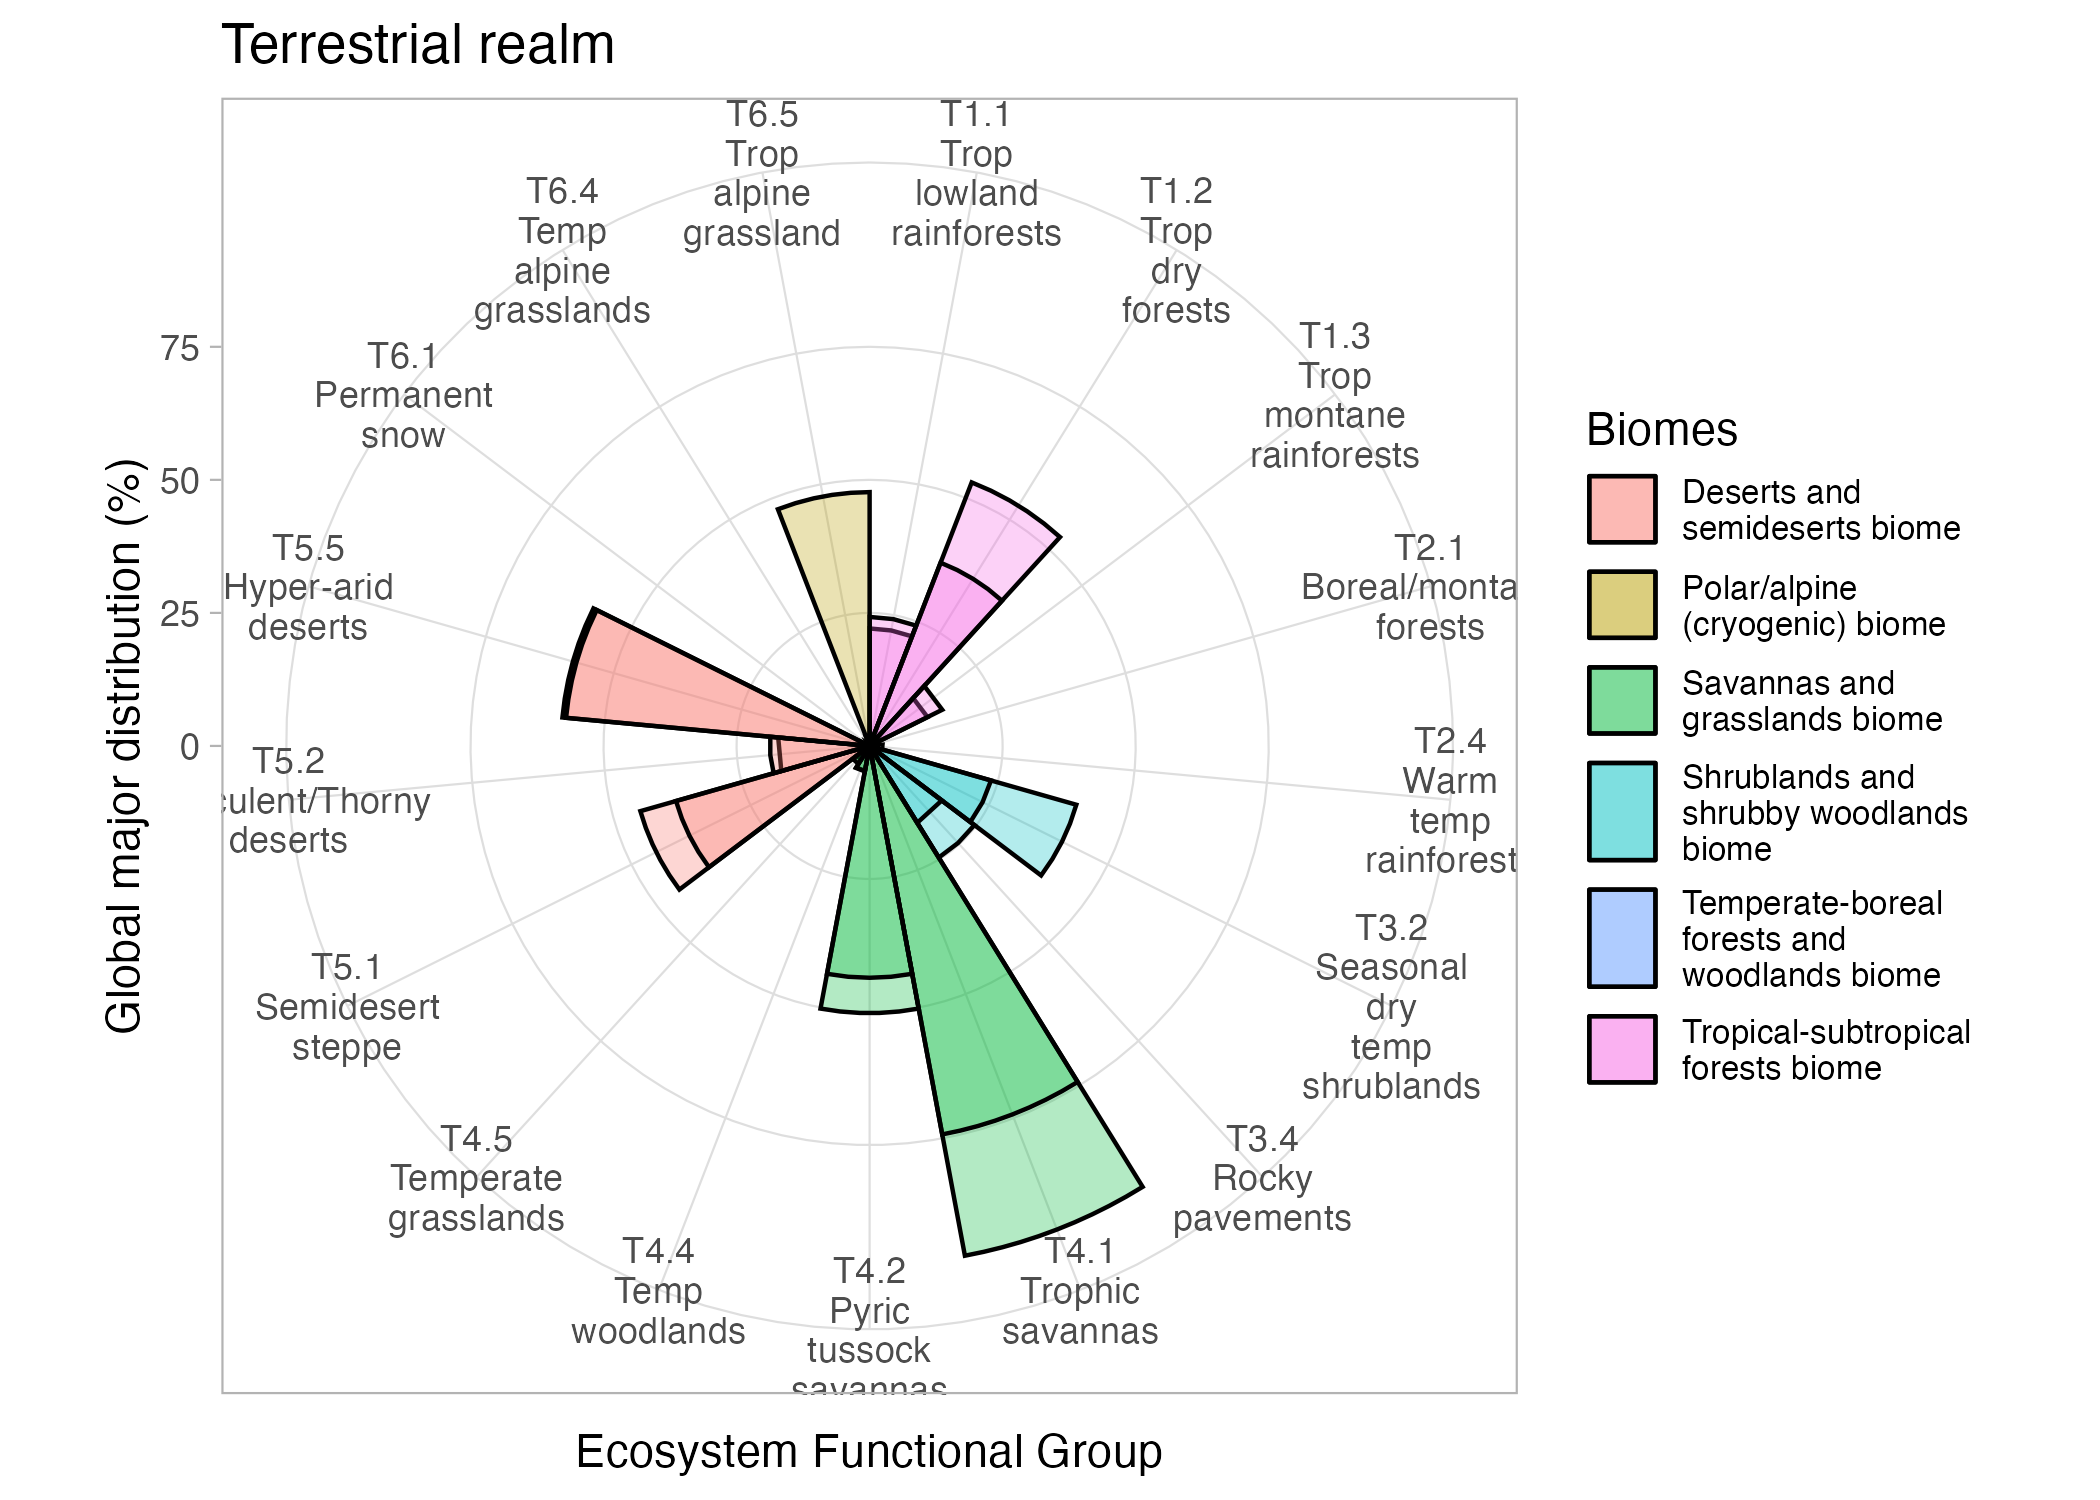 Terrestrial realm
T6.5
Trop
alpine
grassland
T1.1
Trop
lowland
rainforests
T1.2
Trop
dry
forests
T1.3
Trop
montane
rainforests
T2.1
Boreal/monta
forests
T2.4
Warm
temp
rainforest
T3.2
Seasonal
dry
temp
shrublands
T3.4
Rocky
pavements
T4.1
Trophic
savannas
T4.2
Pyric
tussock
savannas
T4.4
Temp
woodlands
T4.5
Temperate
grasslands
T5.1
Semidesert
steppe
T5.2
culent/Thorny
deserts
T5.5
Hyper-arid
deserts
T6.1
Permanent
snow
T6.4
Temp
alpine
grasslands
75
50
25
0
Global major distribution (%)
Ecosystem Functional Group
Biomes
Deserts and
semideserts biome
Polar/alpine
(cryogenic) biome
Savannas and
grasslands biome
Shrublands and
shrubby woodlands
biome
Temperate-boreal
forests and
woodlands biome
Tropical-subtropical
forests biome